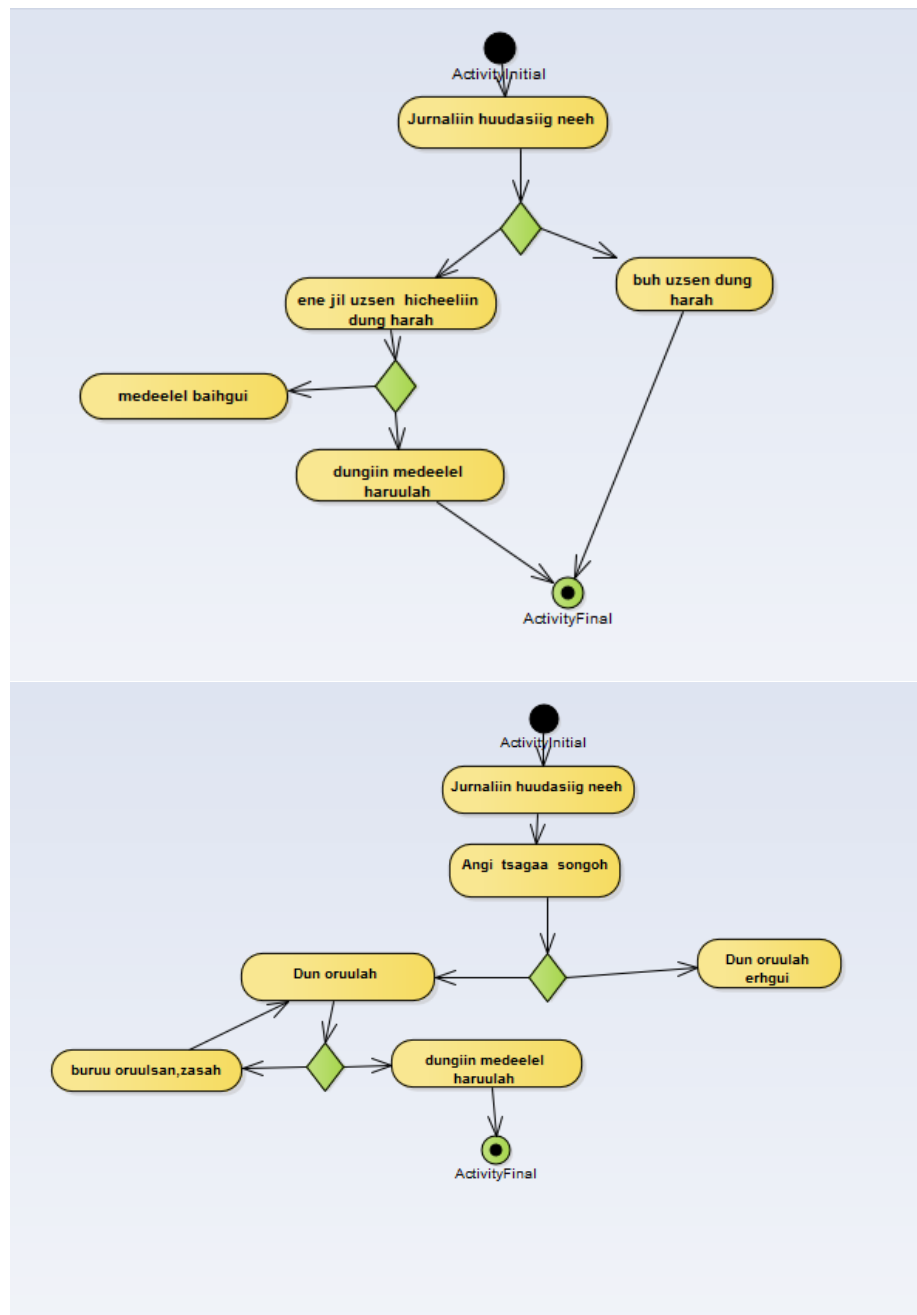 ActivityInitial
Jurnaliin huudasiig neeh
ene jil uzsen hicheeliin
dung harah
buh uzsen dung
harah
medeelel baihgui
dungiin medeelel
haruulah
ActivityFinal
ActivityInitial
Jurnaliin huudasiig neeh
Angi tsagaa songoh
Dun oruulah
Dun oruulah
erhgui
buruu oruulsan,zasah
dungiin medeelel
haruulah
ActivityFinal